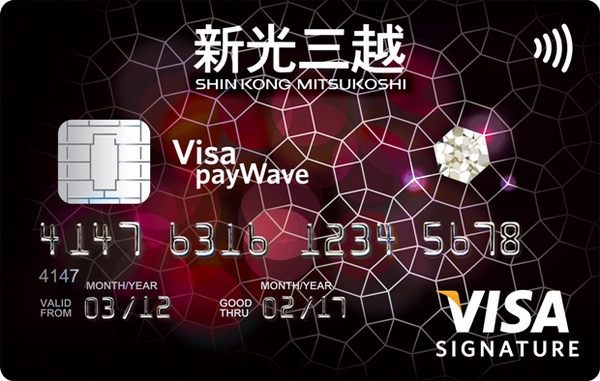 新光三越
SHIN KONG MITSUKOSHI
Visa
payWave
4147 6316 1234 5678
4147
MONTH/YEAR MONTH/YEAR
VALID FROM 03/12 GOOD THRU 02/17
VISA
SIGNATURE